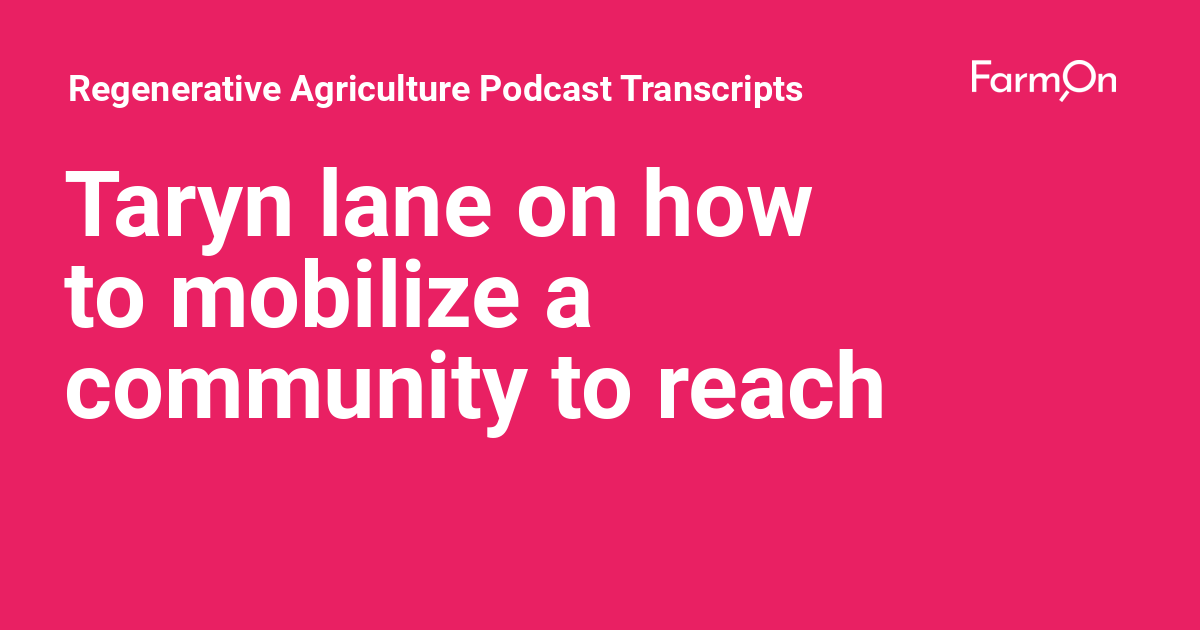 Regenerative Agriculture Podcast Transcripts
FarmOn
Taryn lane on how
to mobilize a
community to reach